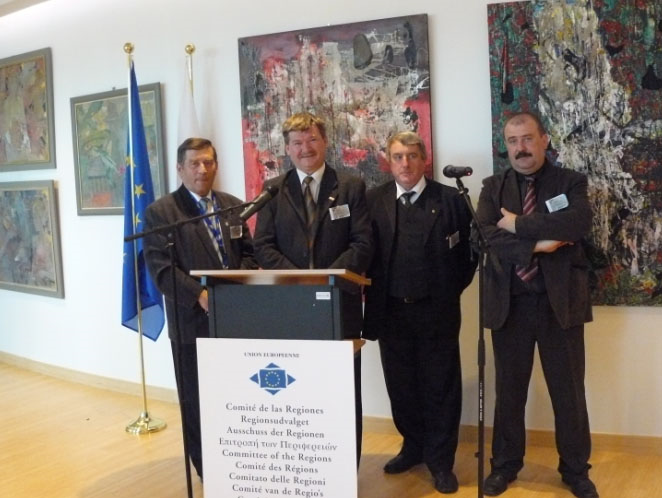 UNION EUROPEENNE
Comité de las Regiones
Regionsudvalget
Ausschuss der Regionen
Επιτροπή των Περιφερειών
Committee of the Regions
Comité des Régions
Comitato delle Regioni
Comité van de Regio's